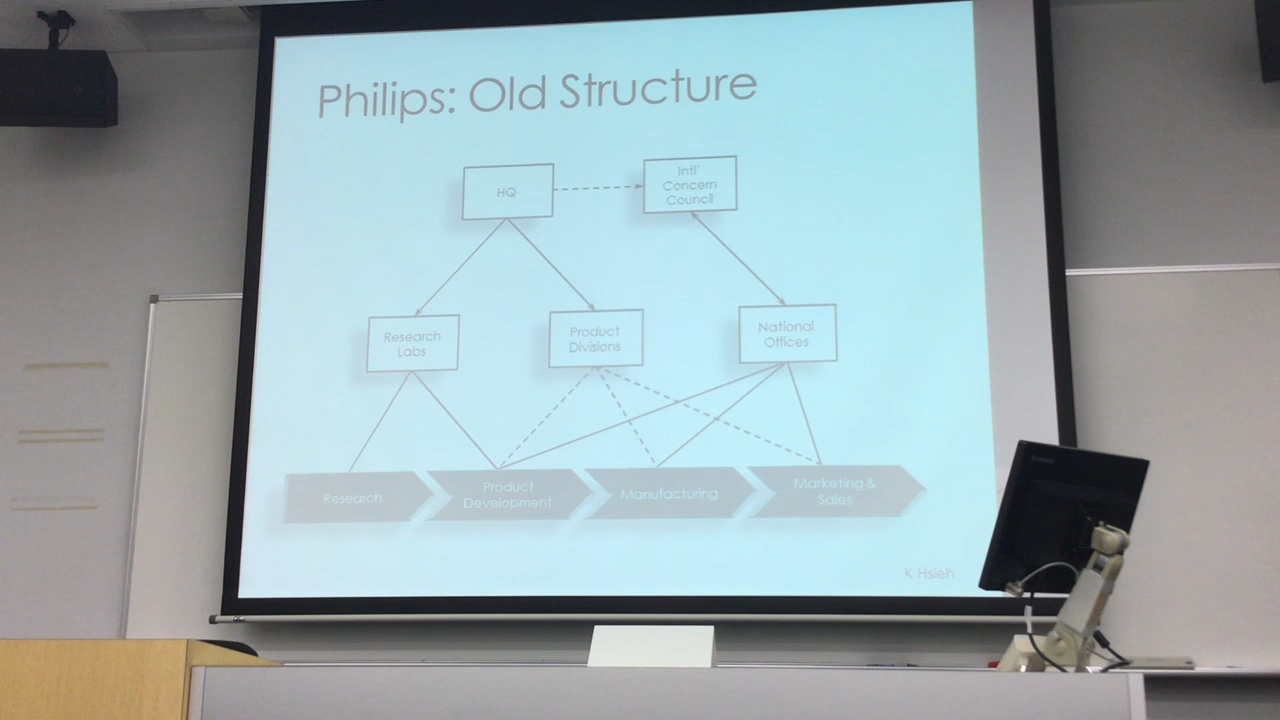 Philips: Old Structure
HQ
Intl'
Concern
Council
Research
Labs
Product
Divisions
National
Offices
Research
Product
Development
Manufacturing
Marketing &
Sales
K Hsieh